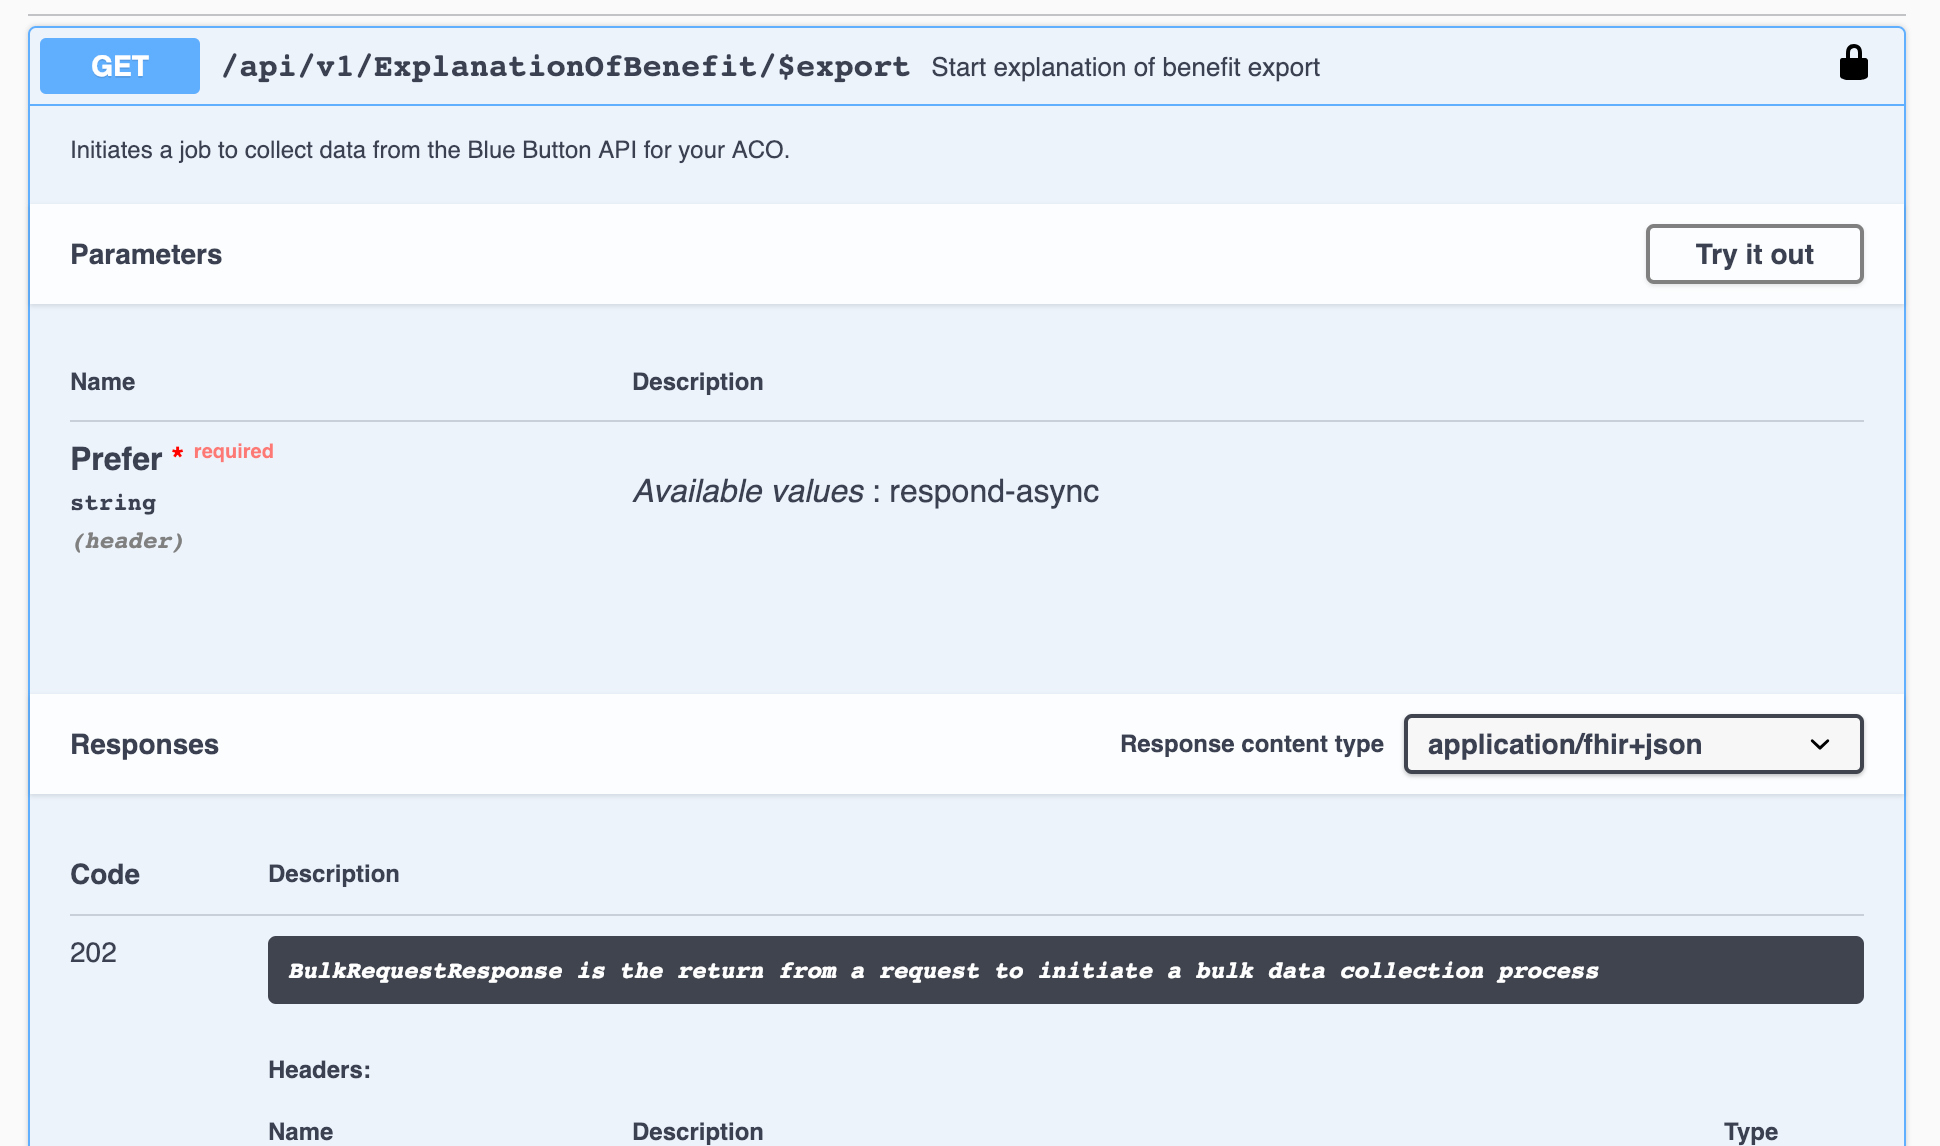 GET /api/v1/ExplanationOfBenefit/$export Start explanation of benefit export
Initiates a job to collect data from the Blue Button API for your ACO.
Parameters Try it out
Name Description
Prefer * required
string
(header)
Available values : respond-async
Responses Response content type application/fhir+json
Code Description
202 BulkRequestResponse is the return from a request to initiate a bulk data collection process
Headers:
Name Description Type